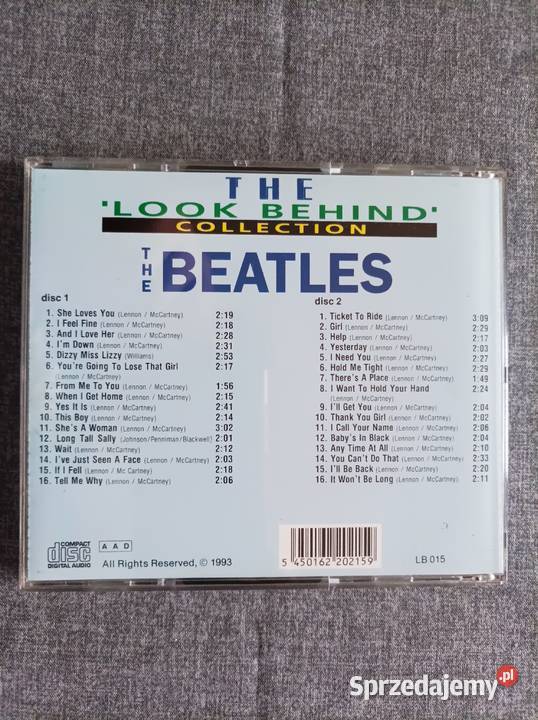 THE
'LOOK BEHIND'
COLLECTION
THE BEATLES
disc 1
1. She Loves You (Lennon / McCartney) 2:19
2. I Feel Fine (Lennon / McCartney) 2:18
3. And I Love Her (Lennon / McCartney) 2:28
4. I'm Down (Lennon / McCartney) 2:31
5. Dizzy Miss Lizzy (Williams) 2:53
6. You're Going To Lose That Girl 2:17
(Lennon / McCartney)
7. From Me To You (Lennon / McCartney) 1:56
8. When I Get Home (Lennon / McCartney) 2:15
9. Yes It Is (Lennon / McCartney) 2:41
10. This Boy (Lennon / McCartney) 2:14
11. She's A Woman (Lennon / McCartney) 3:02
12. Long Tall Sally (Johnson/Penniman/Blackwell) 2:01
13. Wait (Lennon / Mc Cartney) 2:12
14. I've Just Seen A Face (Lennon / Mc Cartney) 2:03
15. If I Fell (Lennon / Mc Cartney) 2:18
16. Tell Me Why (Lennon / Mc Cartney) 2:06
disc 2
1. Ticket To Ride (Lennon / McCartney) 3:09
2. Girl (Lennon / McCartney) 2:29
3. Help (Lennon / McCartney) 2:17
4. Yesterday (Lennon / Mc Cartney) 2:03
5. I Need You (Lennon / McCartney) 2:27
6. Hold Me Tight (Lennon / McCartney) 2:29
7. There's A Place (Lennon / McCartney) 1:49
8. I Want To Hold Your Hand 2:24
(Lennon / McCartney)
9. I'll Get You (Lennon / McCartney) 2:04
10. Thank You Girl (Lennon / McCartney) 2:02
11. I Call Your Name (Lennon / McCartney) 2:06
12. Baby's In Black (Lennon / McCartney) 2:04
13. Any Time At All (Lennon / McCartney) 2:10
14. You Can't Do That (Lennon / McCartney) 2:33
15. I'll Be Back (Lennon / McCartney) 2:20
16. It Won't Be Long (Lennon / McCartney) 2:11
COMPACT
disc
DIGITAL AUDIO
A A D
All Rights Reserved, © 1993
5 450162 202159
LB 015
Sprzedajemy.pl